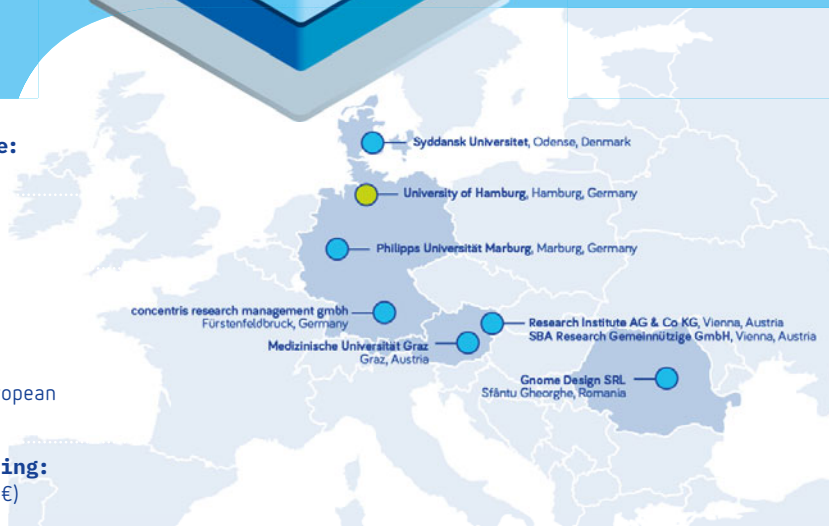 e:
Syddansk Universitet, Odense, Denmark
University of Hamburg, Hamburg, Germany
Philipps Universität Marburg, Marburg, Germany
concentris research management gmbh
Fürstenfeldbruck, Germany
Medizinische Universität Graz
Graz, Austria
Research Institute AG & Co KG, Vienna, Austria
SBA Research Gemeinnützige GmbH, Vienna, Austria
Gnome Design SRL
Sfântu Gheorghe, Romania
opean
ing:
€)